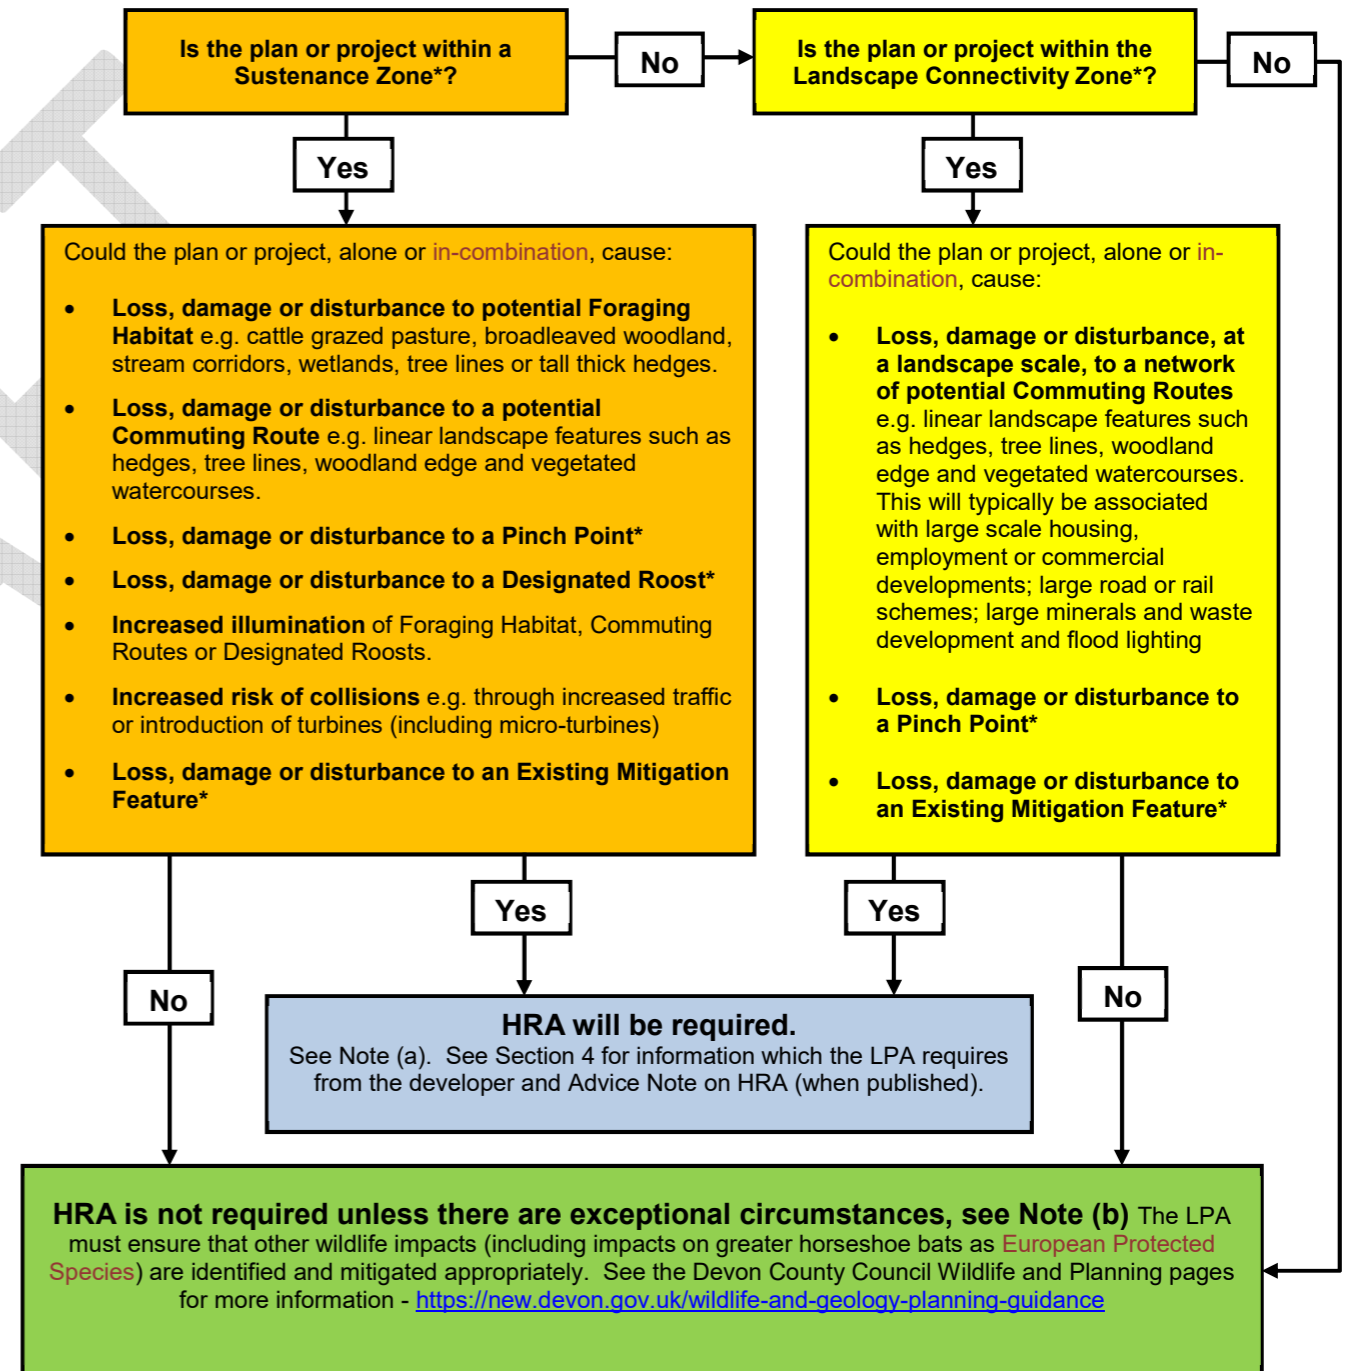 Is the plan or project within a
Sustenance Zone*?
No
Is the plan or project within the
Landscape Connectivity Zone*?
No
Yes
Yes
Could the plan or project, alone or in-combination, cause:
• Loss, damage or disturbance to potential Foraging
Habitat e.g. cattle grazed pasture, broadleaved woodland,
stream corridors, wetlands, tree lines or tall thick hedges.
• Loss, damage or disturbance to a potential
Commuting Route e.g. linear landscape features such as
hedges, tree lines, woodland edge and vegetated
watercourses.
• Loss, damage or disturbance to a Pinch Point*
• Loss, damage or disturbance to a Designated Roost*
• Increased illumination of Foraging Habitat, Commuting
Routes or Designated Roosts.
• Increased risk of collisions e.g. through increased traffic
or introduction of turbines (including micro-turbines)
• Loss, damage or disturbance to an Existing Mitigation
Feature*
Could the plan or project, alone or in-
combination, cause:
• Loss, damage or disturbance, at
a landscape scale, to a network
of potential Commuting Routes
e.g. linear landscape features such
as hedges, tree lines, woodland
edge and vegetated watercourses.
This will typically be associated
with large scale housing,
employment or commercial
developments; large road or rail
schemes; large minerals and waste
development and flood lighting
• Loss, damage or disturbance to
a Pinch Point*
• Loss, damage or disturbance to
an Existing Mitigation Feature*
Yes
Yes
No
No
HRA will be required.
See Note (a).  See Section 4 for information which the LPA requires
from the developer and Advice Note on HRA (when published).
HRA is not required unless there are exceptional circumstances, see Note (b) The LPA
must ensure that other wildlife impacts (including impacts on greater horseshoe bats as European Protected
Species) are identified and mitigated appropriately.  See the Devon County Council Wildlife and Planning pages
for more information - https://new.devon.gov.uk/wildlife-and-geology-planning-guidance